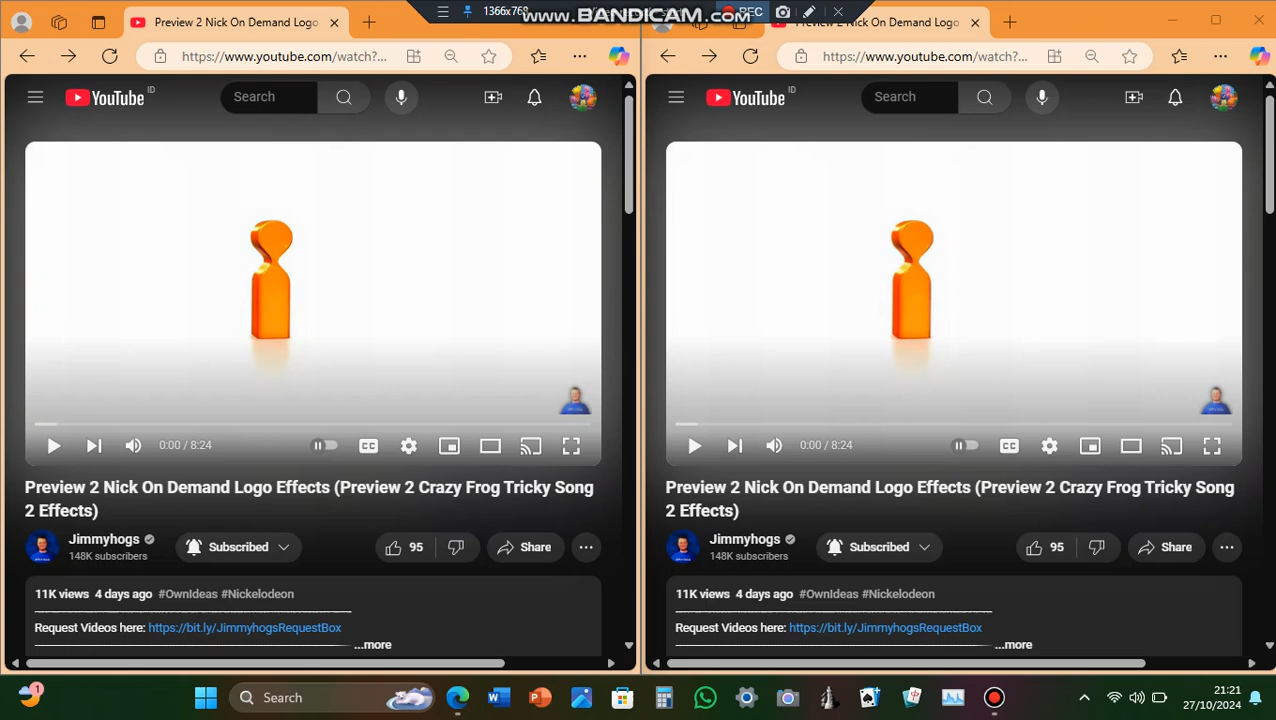 Preview 2 Nick On Demand Logo
1366x768
www.BANDICAM.com
REC
Preview 2 Nick On Demand Logo
https://www.youtube.com/watch?...
https://www.youtube.com/watch?...
YouTube ID
Search
YouTube ID
Search
0:00 / 8:24
CC
0:00 / 8:24
CC
Preview 2 Nick On Demand Logo Effects (Preview 2 Crazy Frog Tricky Song
2 Effects)
Jimmyhogs
148K subscribers
Subscribed
95
Share
11K views 4 days ago #OwnIdeas #Nickelodeon
Request Videos here: https://bit.ly/JimmyhogsRequestBox
...more
Preview 2 Nick On Demand Logo Effects (Preview 2 Crazy Frog Tricky Song
2 Effects)
Jimmyhogs
148K subscribers
Subscribed
95
Share
11K views 4 days ago #OwnIdeas #Nickelodeon
Request Videos here: https://bit.ly/JimmyhogsRequestBox
...more
1
Search
21:21
27/10/2024